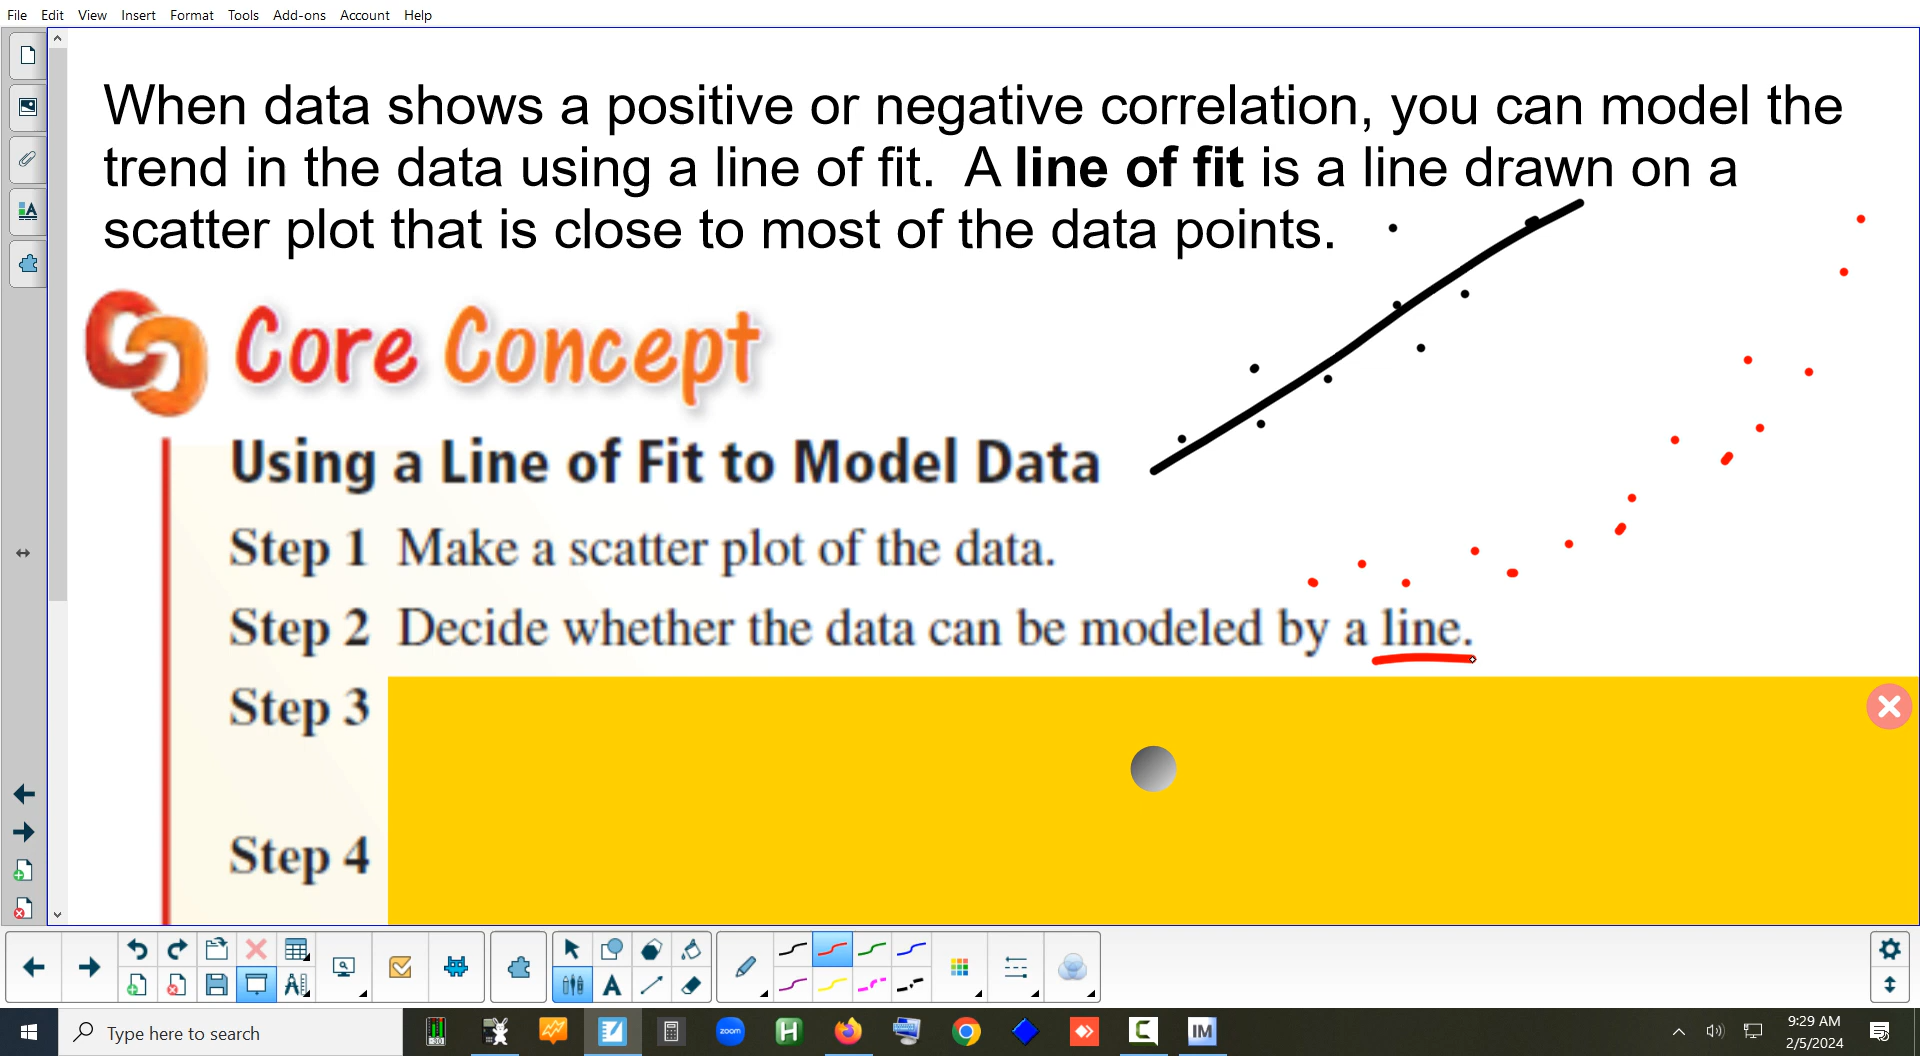 File Edit View Insert Format Tools Add-ons Account Help
When data shows a positive or negative correlation, you can model the
trend in the data using a line of fit. A line of fit is a line drawn on a
scatter plot that is close to most of the data points.
Core Concept
Using a Line of Fit to Model Data
Step 1 Make a scatter plot of the data.
Step 2 Decide whether the data can be modeled by a line.
Step 3
Step 4
Type here to search
zoom
H
C
IM
9:29 AM
2/5/2024